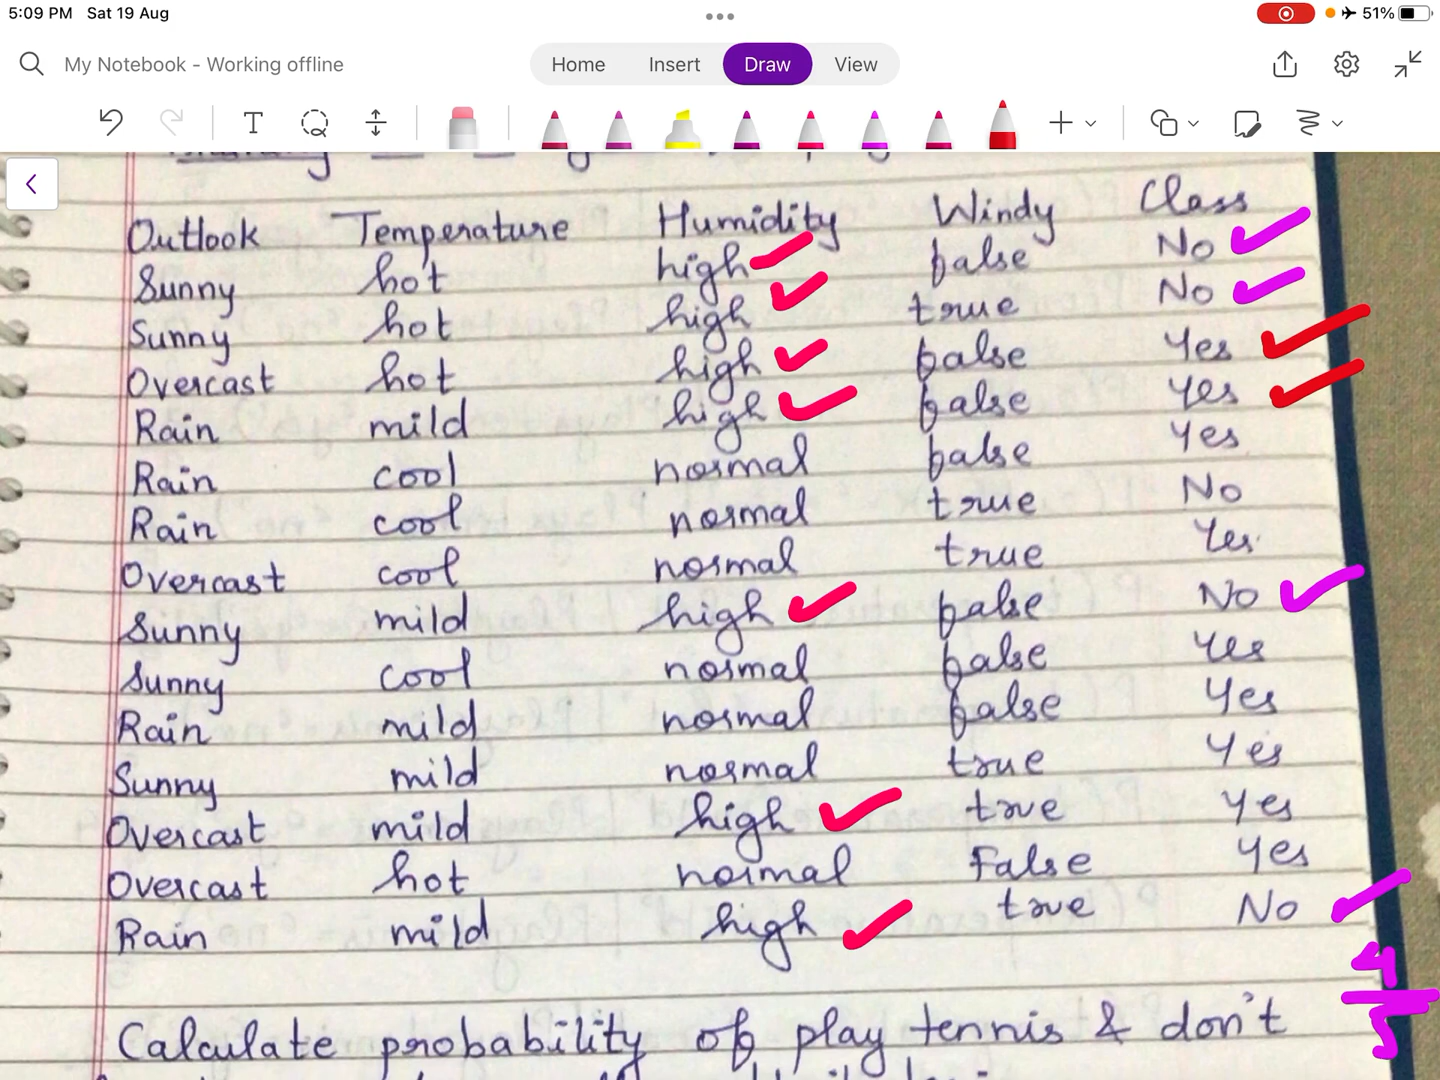 5:09 PM Sat 19 Aug
51%
My Notebook - Working offline
Home Insert Draw View
T
Outlook Temperature Humidity Windy Class
Sunny hot high false No
Sunny hot high true No
Overcast hot high false Yes
Rain mild high false Yes
Rain cool normal false Yes
Rain cool normal true No
Overcast cool normal true Yes
Sunny mild high false No
Sunny cool normal false Yes
Rain mild normal false Yes
Sunny mild normal true Yes
Overcast mild high true Yes
Overcast hot normal False Yes
Rain mild high true No
4
5
Calculate probability of play tennis & don't